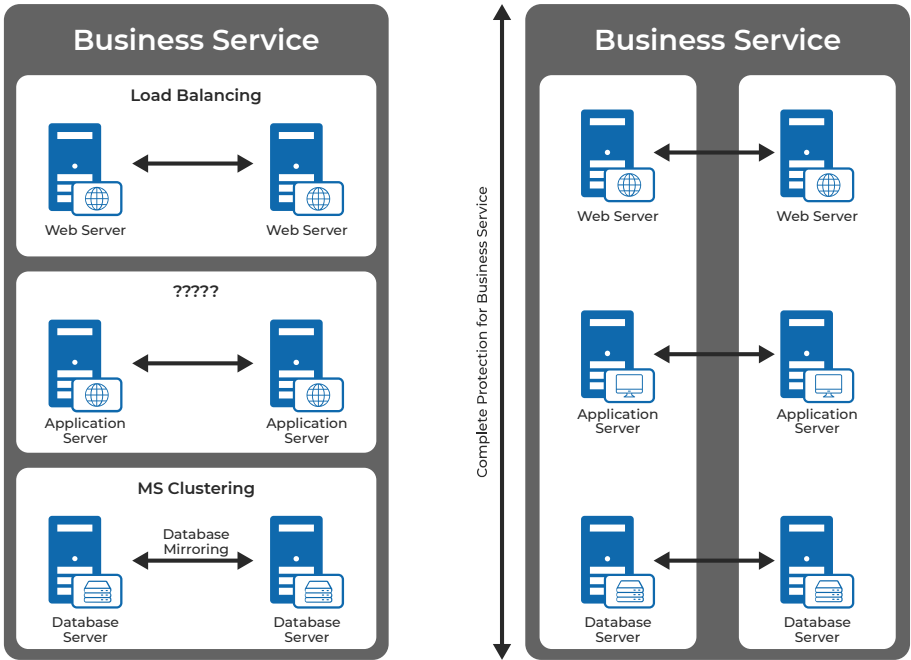 Business Service
Load Balancing
Web Server
Web Server
?????
Application
Server
Application
Server
MS Clustering
Database
Mirroring
Database
Server
Database
Server
Complete Protection for Business Service
Business Service
Web Server
Web Server
Application
Server
Application
Server
Database
Server
Database
Server